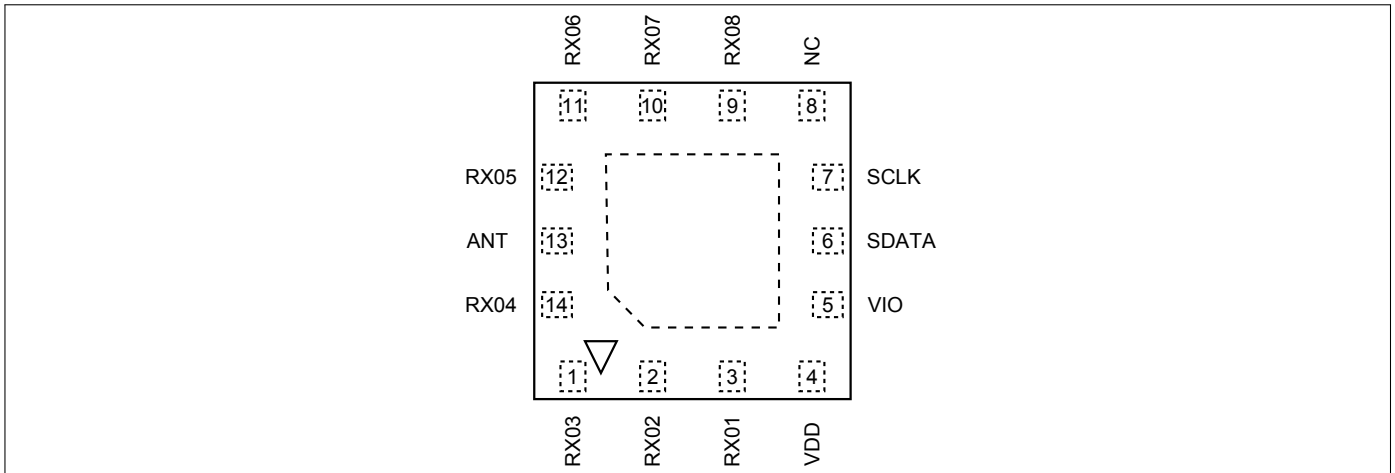 RX06 RX07 RX08 NC
11 10 9 8
RX05 12 7 SCLK
ANT 13 6 SDATA
RX04 14 5 VIO
1 2 3 4
RX03 RX02 RX01 VDD